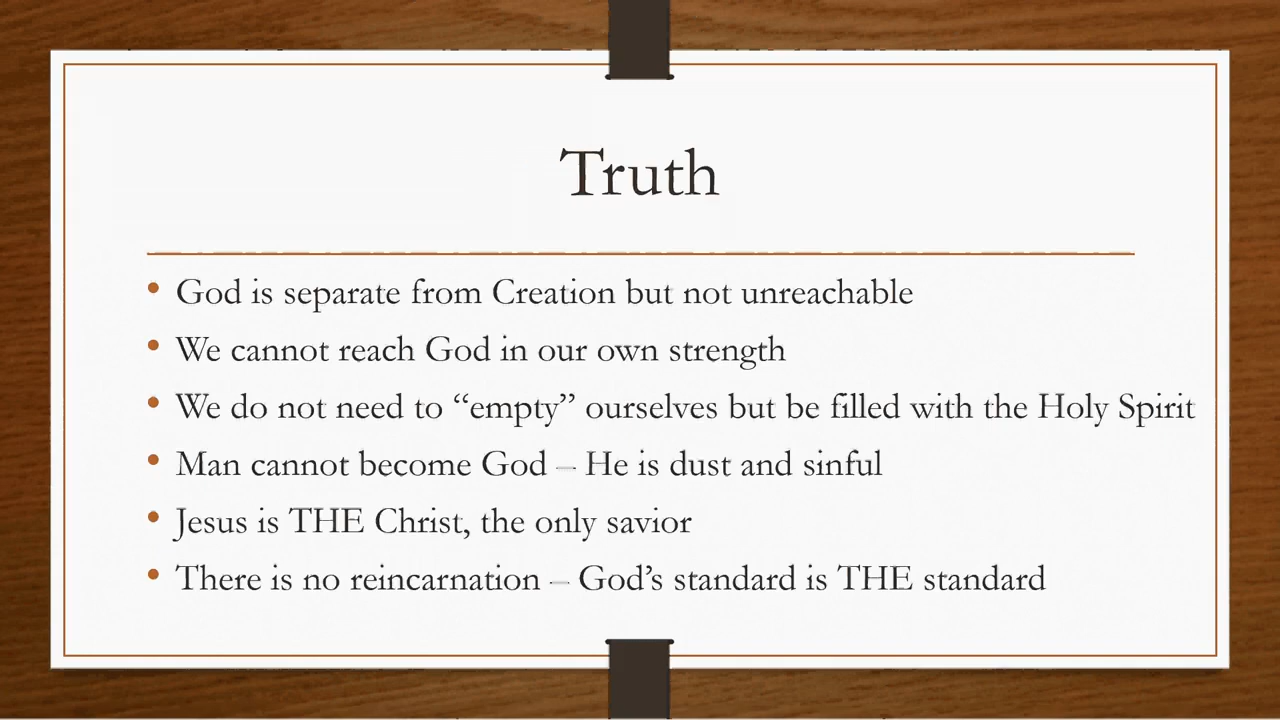 Truth
• God is separate from Creation but not unreachable
• We cannot reach God in our own strength
• We do not need to “empty” ourselves but be filled with the Holy Spirit
• Man cannot become God – He is dust and sinful
• Jesus is THE Christ, the only savior
• There is no reincarnation – God’s standard is THE standard